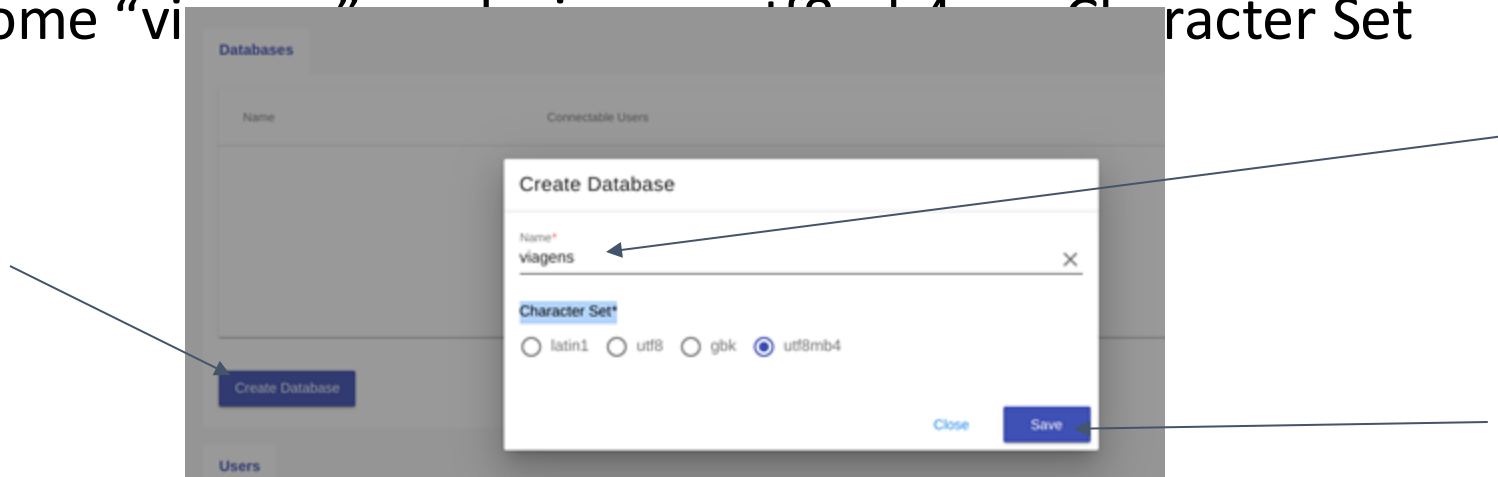 ome “vi racter Set
Databases
Name Connectable Users
Create Database
Name*
viagens
Character Set*
latin1 utf8 gbk utf8mb4
Create Database
Close Save
Users